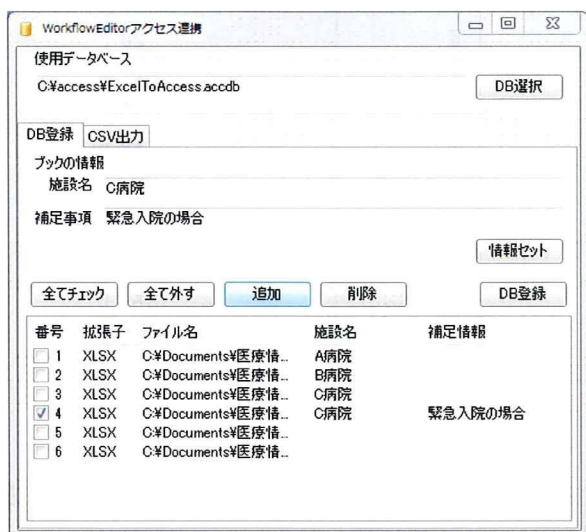 WorkflowEditorアクセス連携
使用データベース
C:¥access¥ExcelToAccess.accdb
DB選択
DB登録 CSV出力
ブックの情報
施設名 C病院
補足事項 緊急入院の場合
情報セット
全てチェック 全て外す 追加 削除 DB登録
番号 拡張子 ファイル名 施設名 補足情報
1 XLSX C:¥Documents¥医療情... A病院
2 XLSX C:¥Documents¥医療情... B病院
3 XLSX C:¥Documents¥医療情... C病院
4 XLSX C:¥Documents¥医療情... C病院 緊急入院の場合
5 XLSX C:¥Documents¥医療情...
6 XLSX C:¥Documents¥医療情...